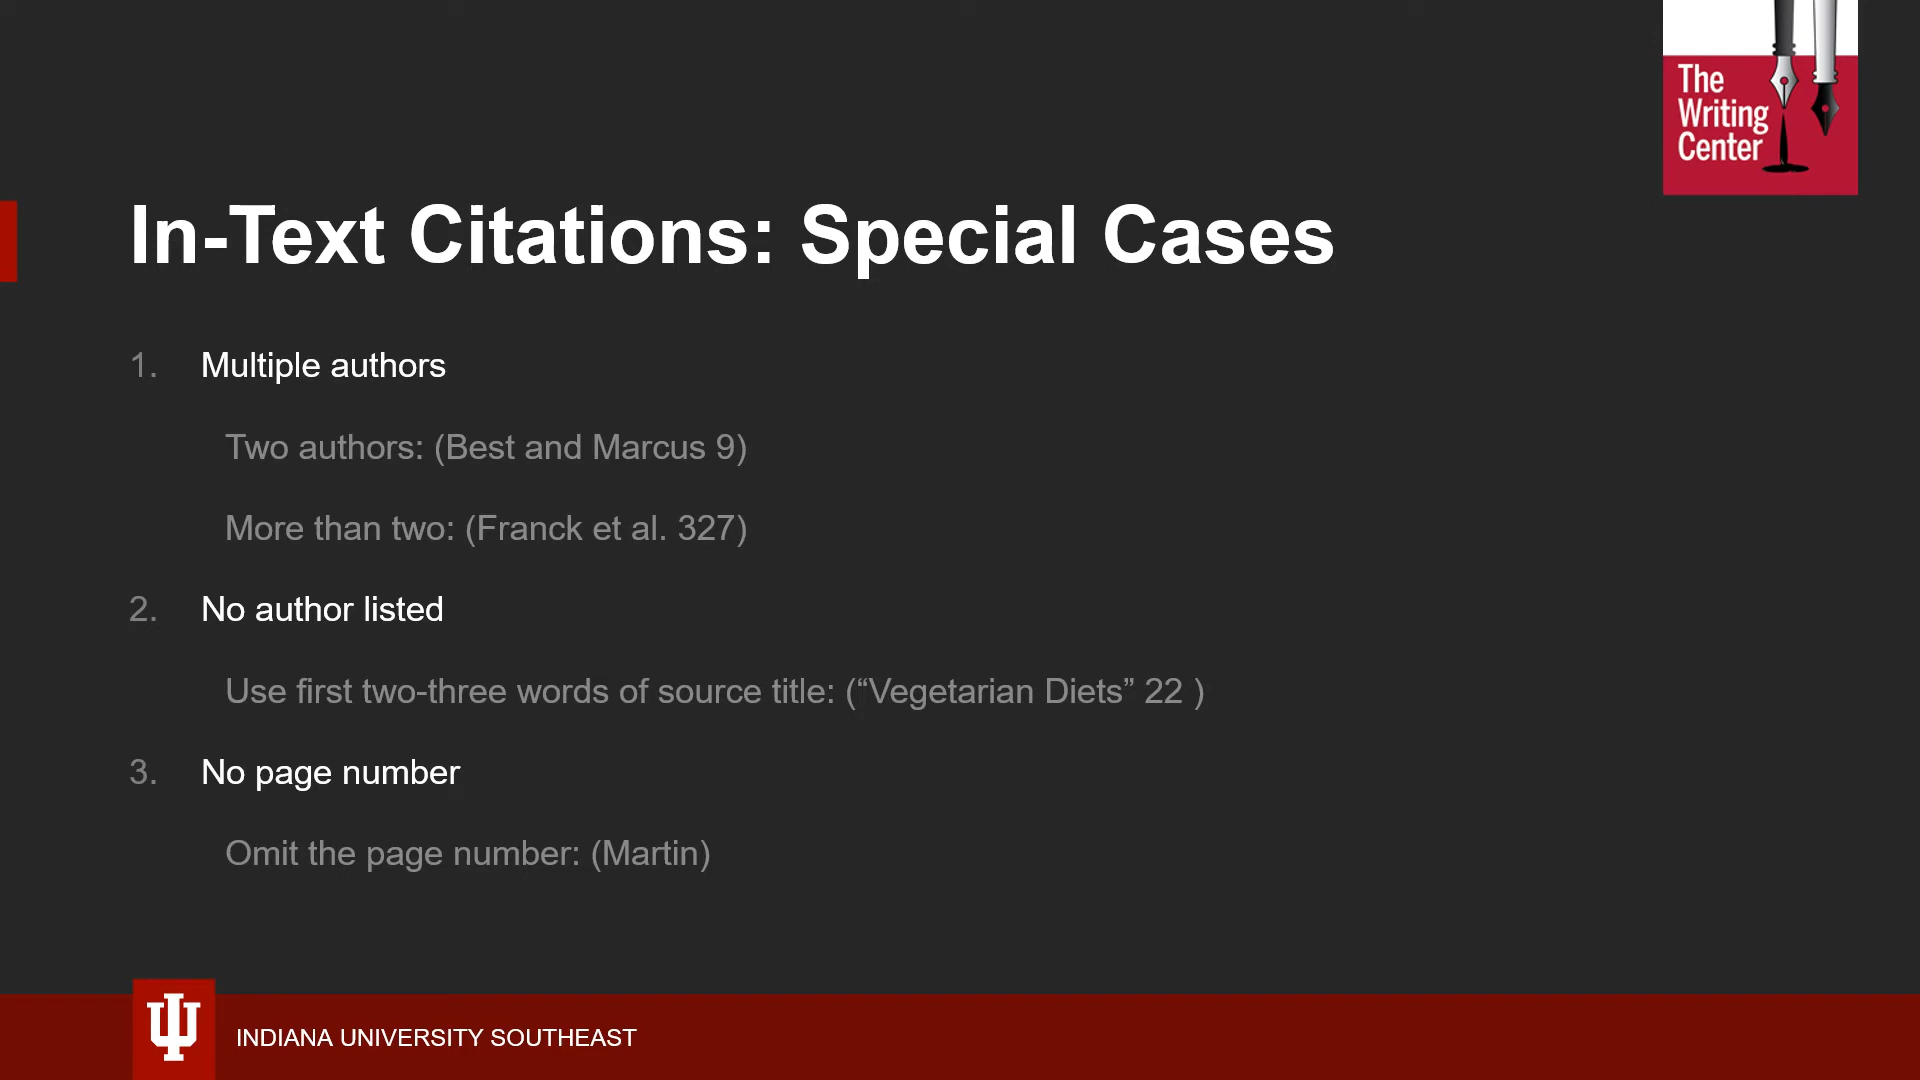 The
Writing
Center
In-Text Citations: Special Cases
1. Multiple authors
Two authors: (Best and Marcus 9)
More than two: (Franck et al. 327)
2. No author listed
Use first two-three words of source title: (“Vegetarian Diets” 22 )
3. No page number
Omit the page number: (Martin)
INDIANA UNIVERSITY SOUTHEAST